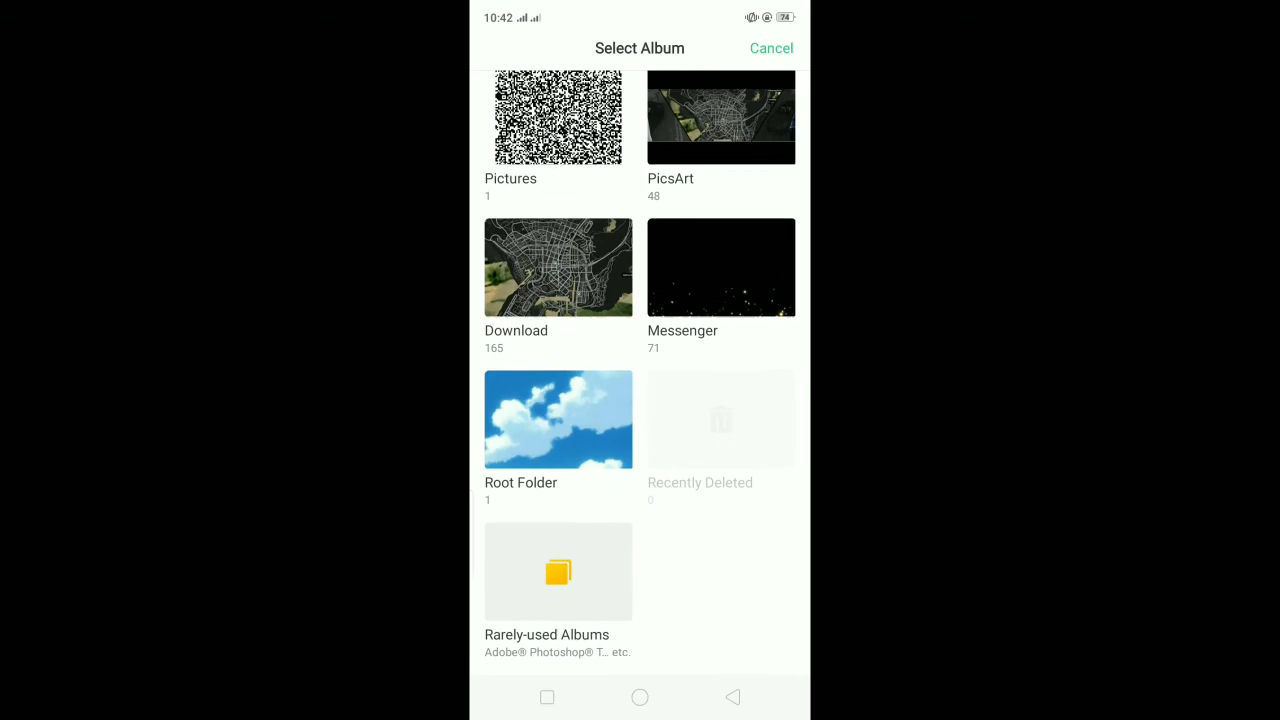 10:42
74
Select Album
Cancel
Pictures
PicsArt
1
48
Download
Messenger
165
71
Root Folder
Recently Deleted
1
0
Rarely-used Albums
Adobe® Photoshop® T... etc.